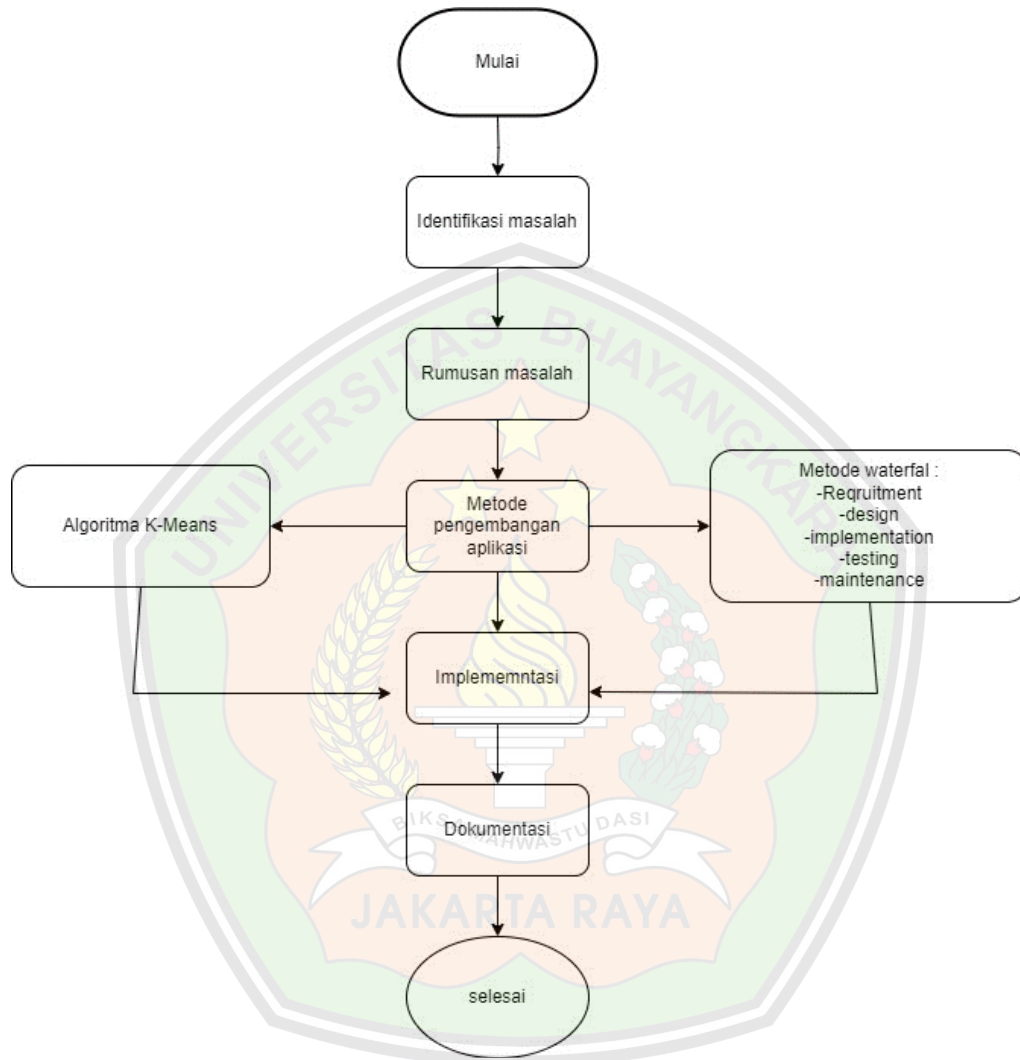 Mulai
Identifikasi masalah
UNIVERSITAS BHAYANGKARA
Rumusan masalah
Algoritma K-Means
Metode
pengembangan
aplikasi
Metode waterfal :
-Reqruitment
-design
-implementation
-testing
-maintenance
Implememntasi
Dokumentasi
JAKARTA RAYA
selesai